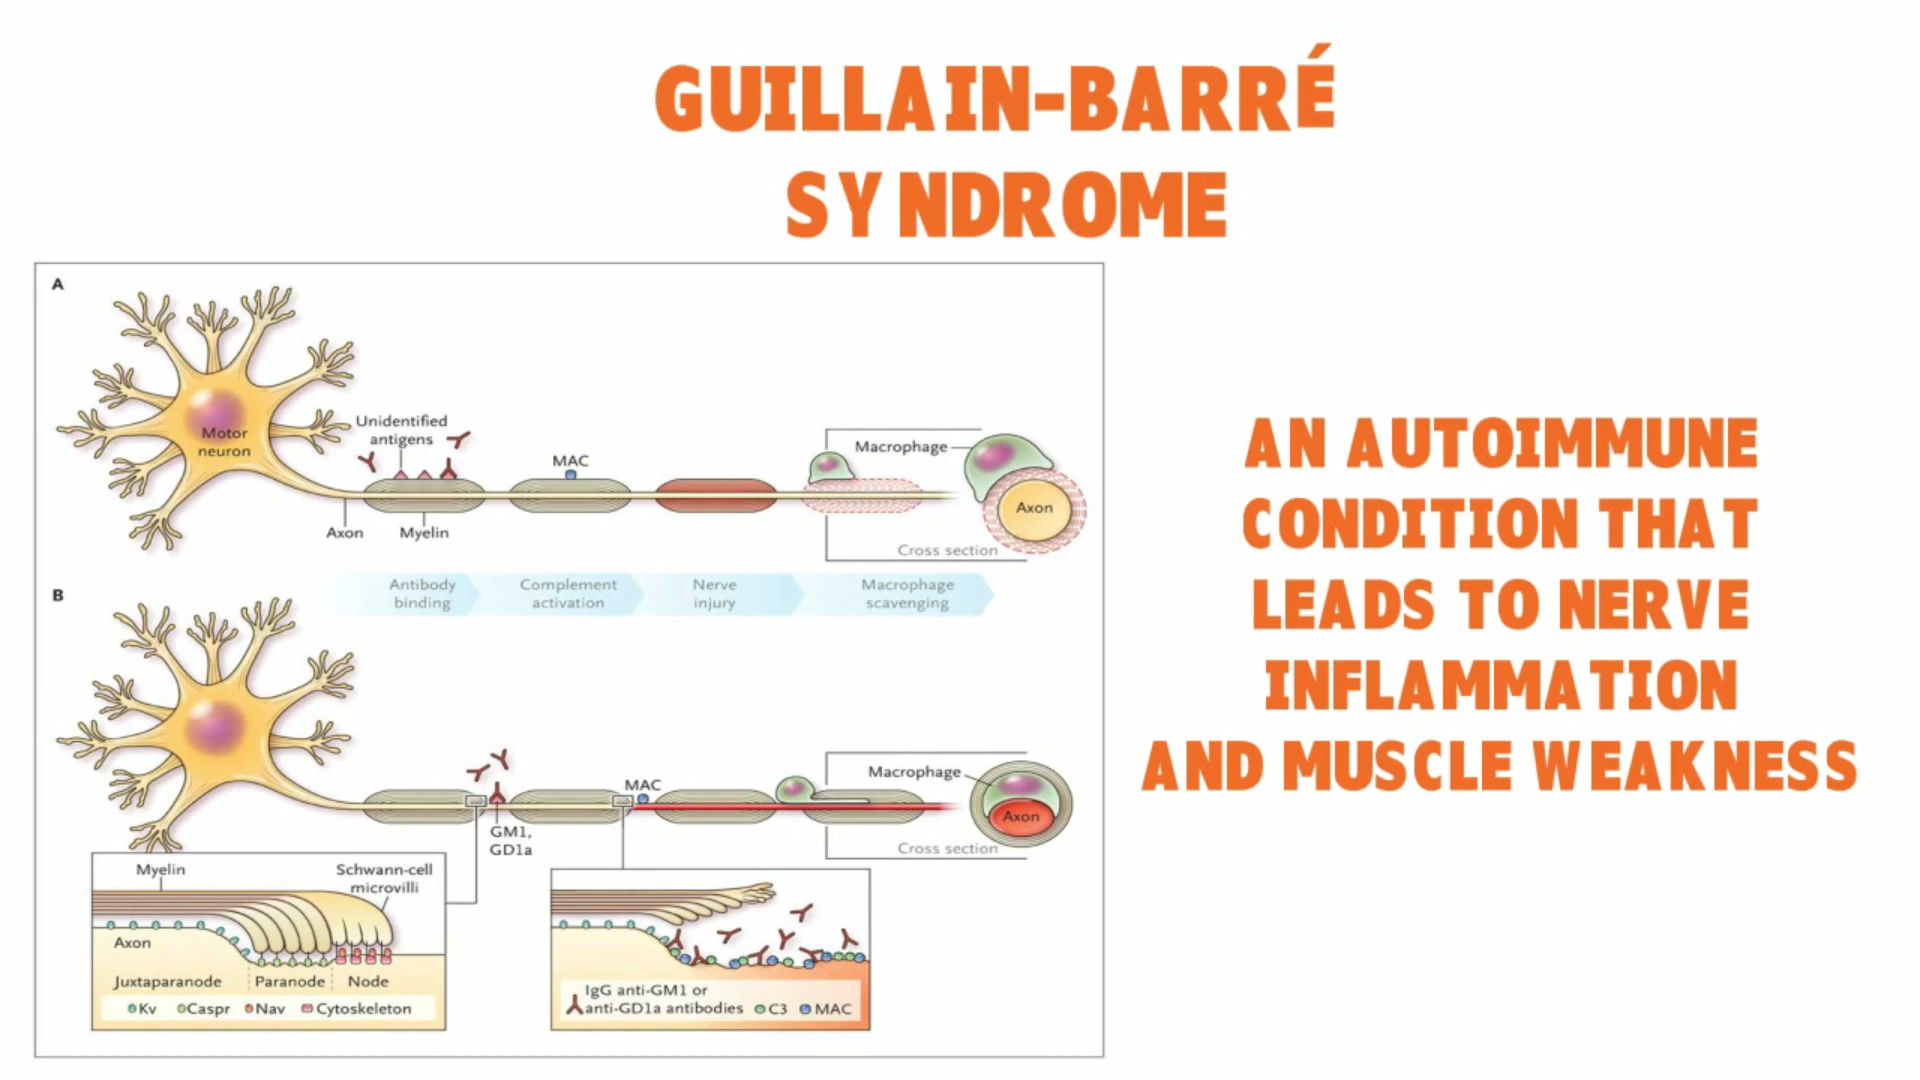 GUILLAIN-BARRÉ
SYNDROME
A
Motor
neuron
Unidentified
antigens
MAC
Macrophage
Axon
Axon
Myelin
Cross section
Antibody
binding
Complement
activation
Nerve
injury
Macrophage
scavenging
B
GM1,
GD1a
MAC
Macrophage
Axon
Cross section
Myelin
Schwann-cell
microvilli
Axon
Juxtaparanode
Paranode
Node
Kv Caspr Nav Cytoskeleton
IgG anti-GM1 or
anti-GD1a antibodies C3 MAC
AN AUTOIMMUNE
CONDITION THAT
LEADS TO NERVE
INFLAMMATION
AND MUSCLE WEAKNESS